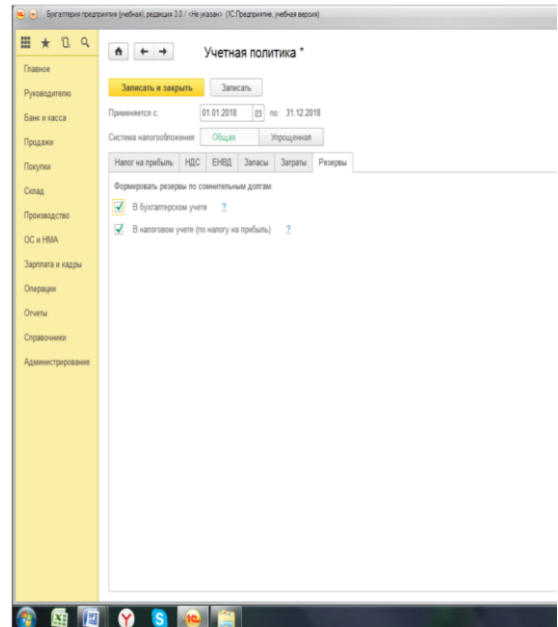 Бухгалтерия предприятия (учебная), редакция 3.0 / <Не указан> (1С:Предприятие, учебная версия)
Учетная политика *
Главное
Руководителю
Банк и касса
Продажи
Покупки
Склад
Производство
ОС и НМА
Зарплата и кадры
Операции
Отчеты
Справочники
Администрирование
Записать и закрыть Записать
Применяется с: 01.01.2018 по: 31.12.2018
Система налогообложения: Общая Упрощенная
Налог на прибыль НДС ЕНВД Запасы Затраты Резервы
Формировать резервы по сомнительным долгам:
В бухгалтерском учете ?
В налоговом учете (по налогу на прибыль) ?